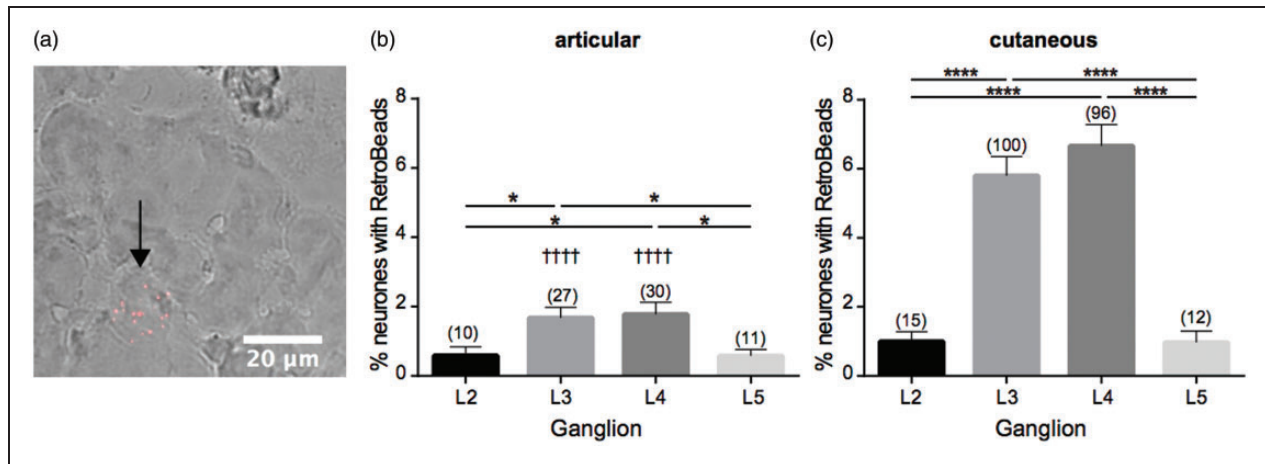 (a)
20 µm
(b)
articular
% neurones with RetroBeads
8
6
4
2
0
* *
* *
†††† ††††
(10) (27) (30) (11)
L2 L3 L4 L5
Ganglion
(c)
cutaneous
% neurones with RetroBeads
8
6
4
2
0
**** ****
**** ****
(15) (100) (96) (12)
L2 L3 L4 L5
Ganglion